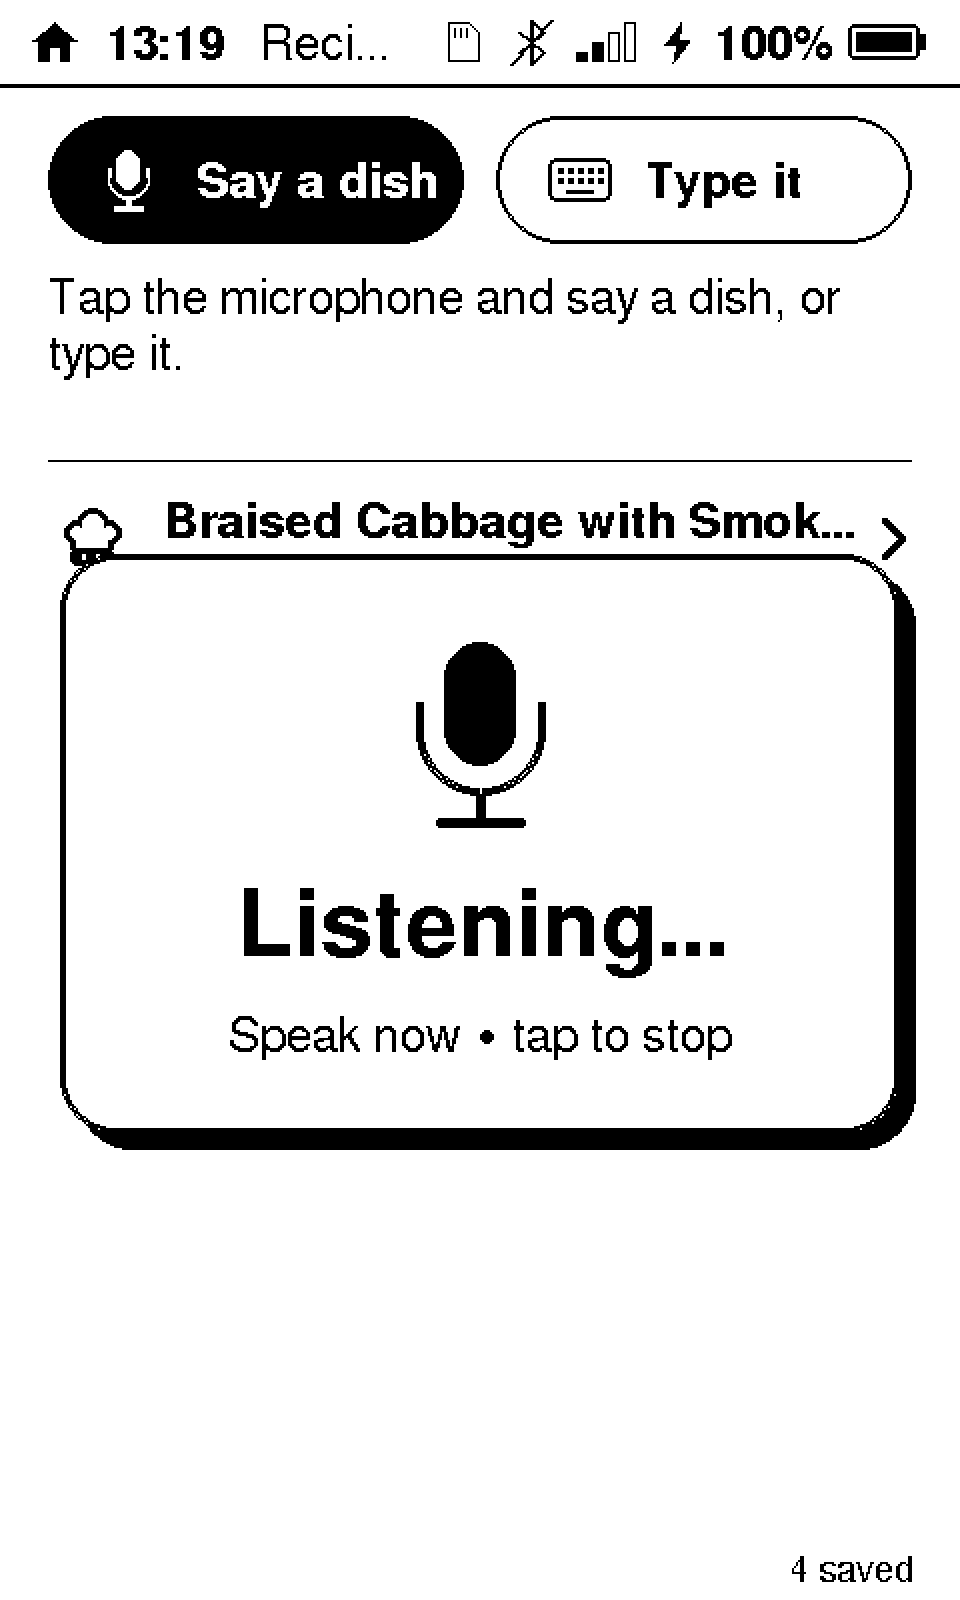 13:19 Reci... 100%
Say a dish
Type it
Tap the microphone and say a dish, or
type it.
Braised Cabbage with Smok...
Listening...
Speak now • tap to stop
4 saved